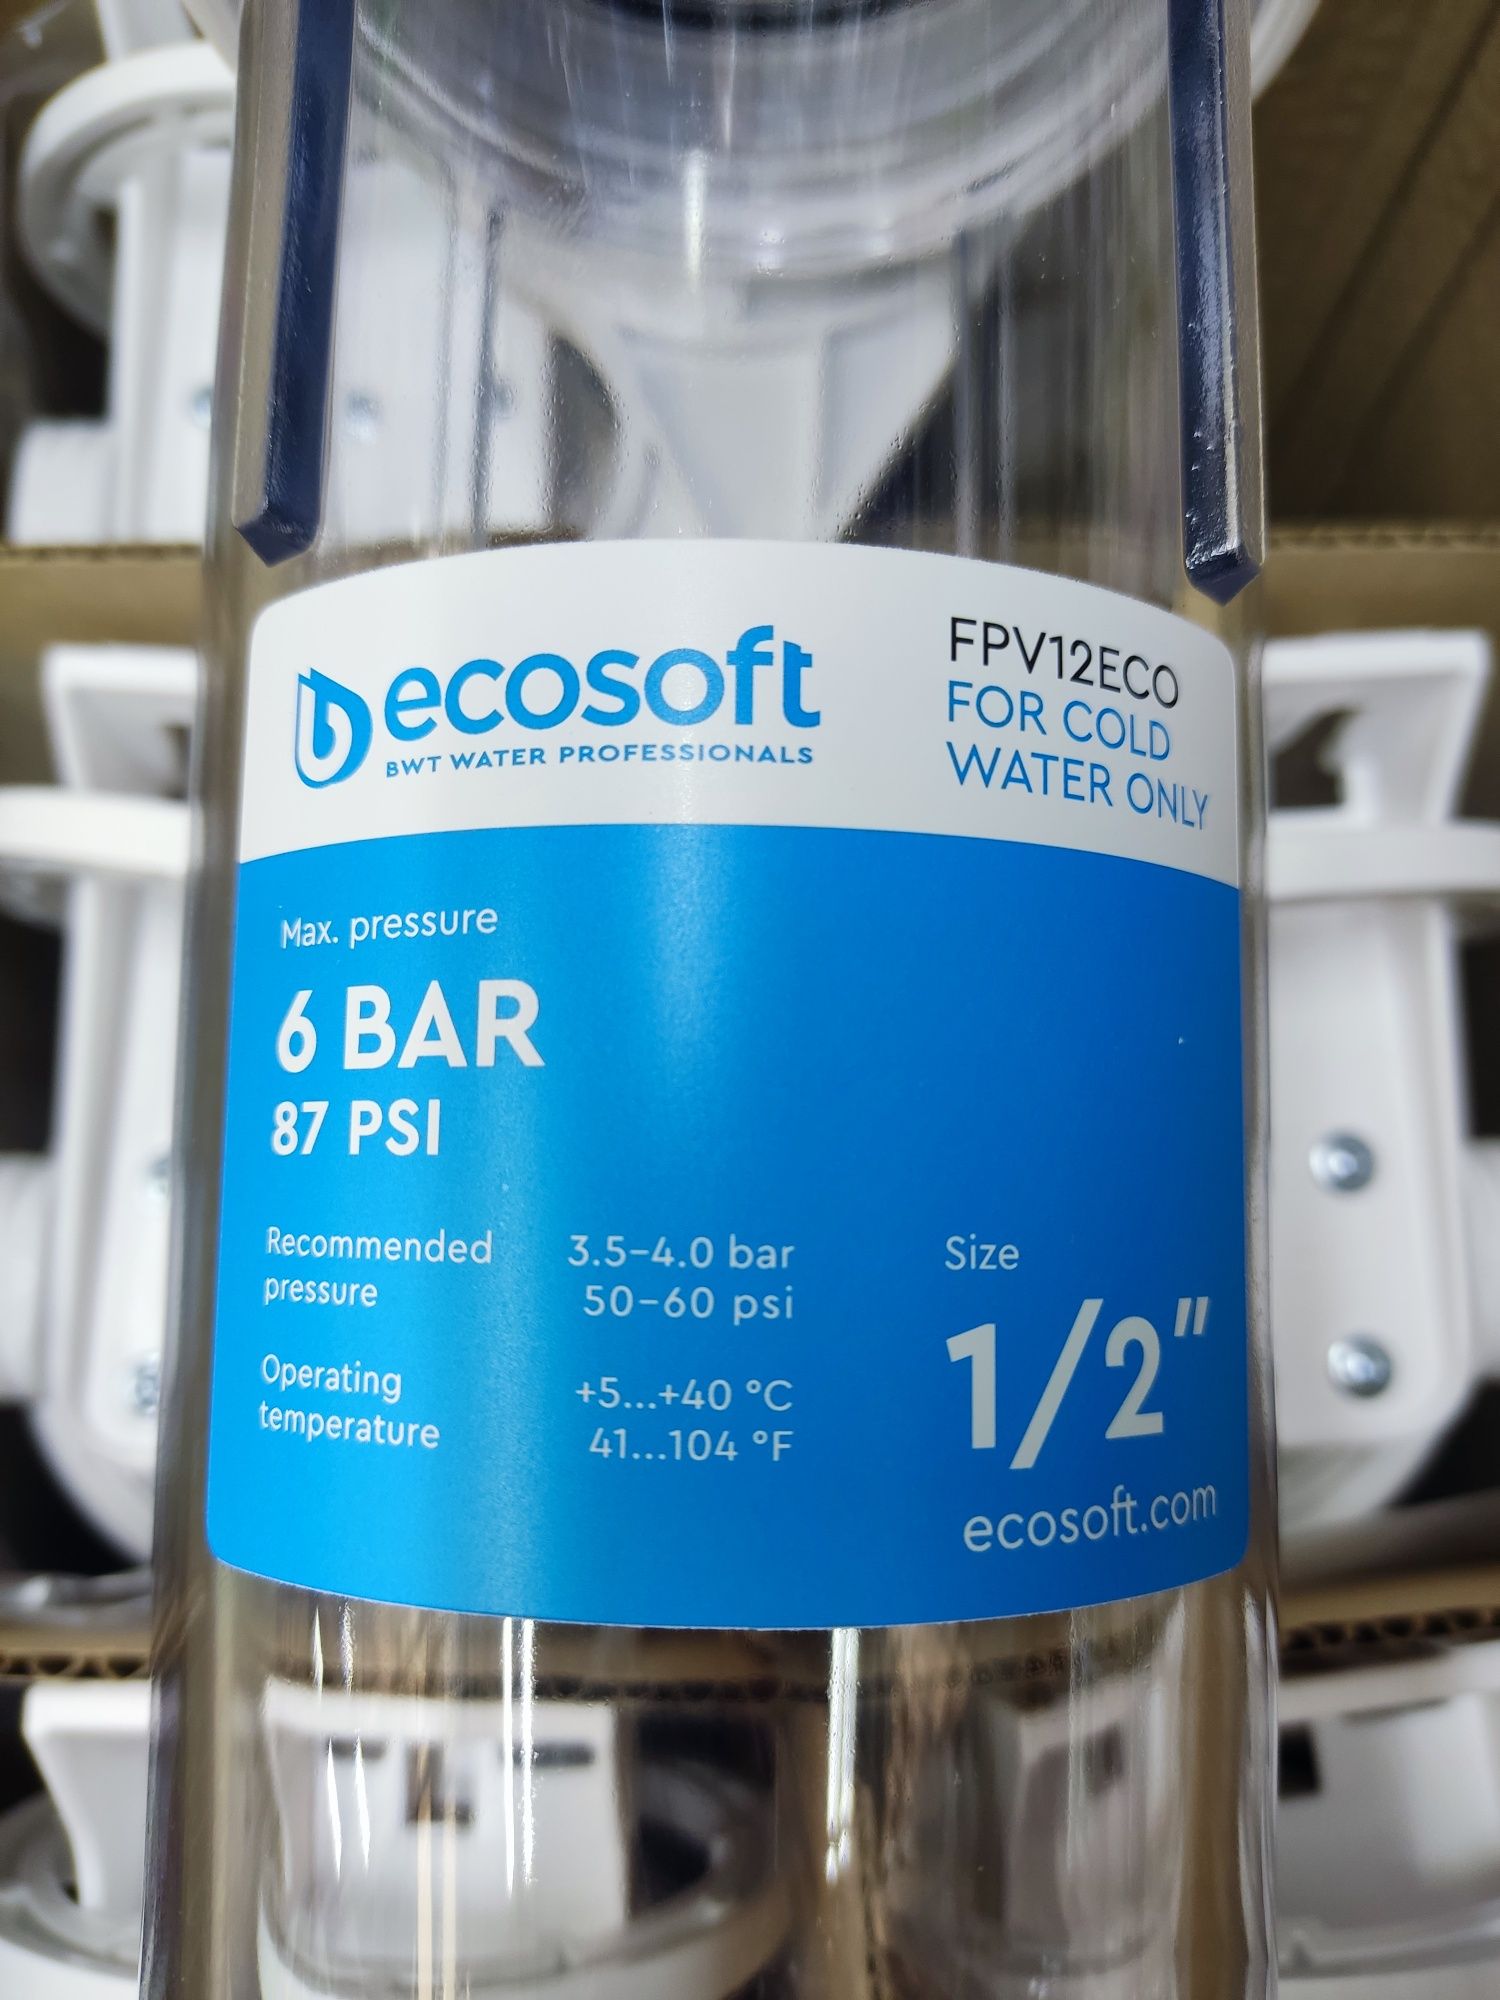 ecosoft
BWT WATER PROFESSIONALS
FPV12ECO
FOR COLD
WATER ONLY
Max. pressure
6 BAR
87 PSI
Recommended
pressure
3.5–4.0 bar
50–60 psi
Operating
temperature
+5...+40 °C
41...104 °F
Size
1/2"
ecosoft.com